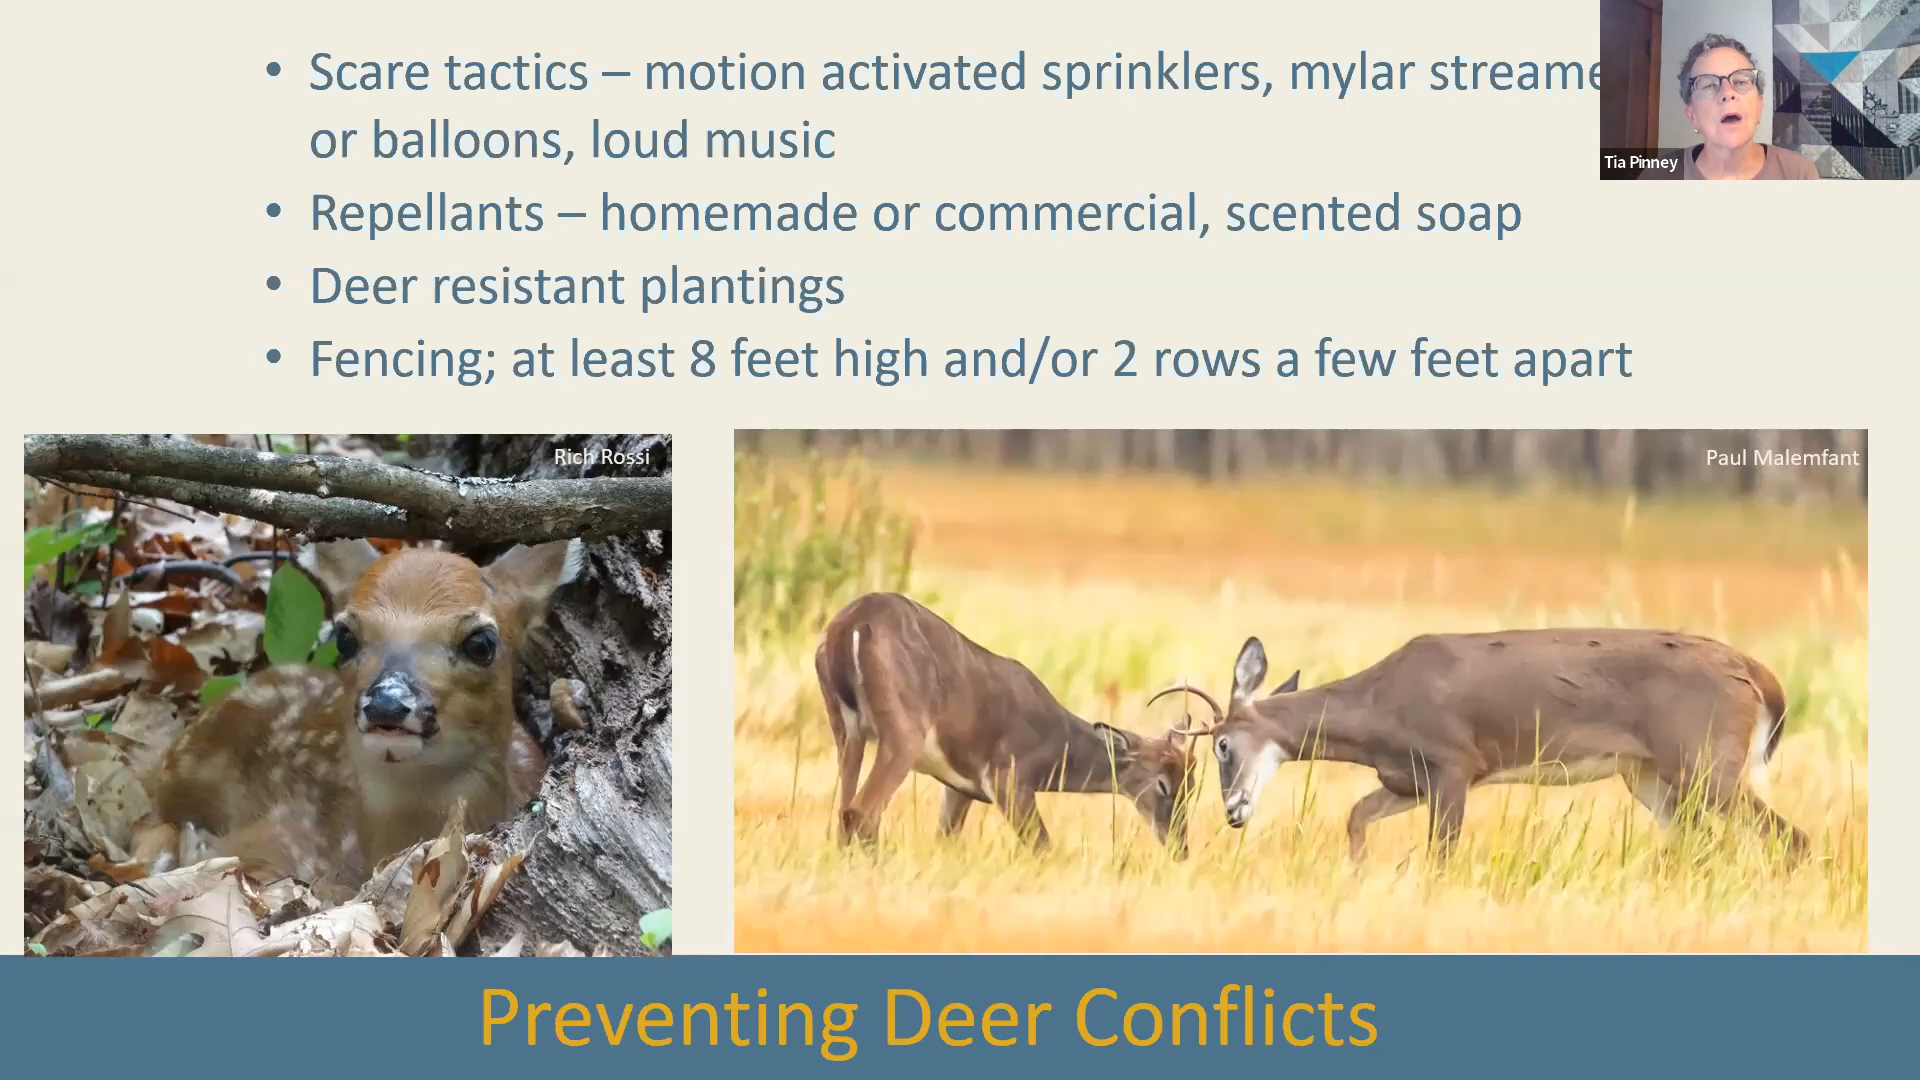 • Scare tactics – motion activated sprinklers, mylar
or balloons, loud music
• Repellants – homemade or commercial, scented soap
• Deer resistant plantings
• Fencing; at least 8 feet high and/or 2 rows a few feet apart
Tia Pinney
Rich Rossi
Paul Malemfant
Preventing Deer Conflicts